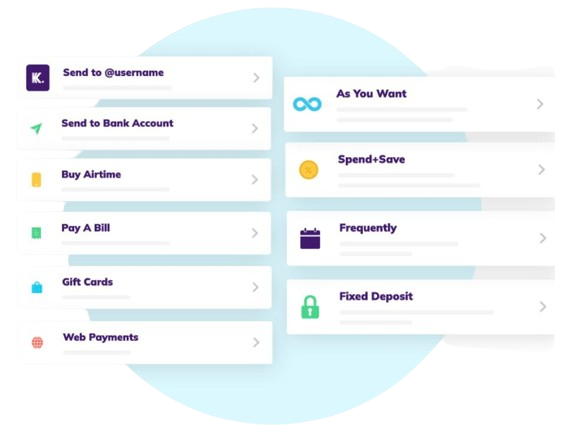 K.
Send to @username
Send to Bank Account
Buy Airtime
Pay A Bill
Gift Cards
Web Payments
As You Want
Spend+Save
Frequently
Fixed Deposit